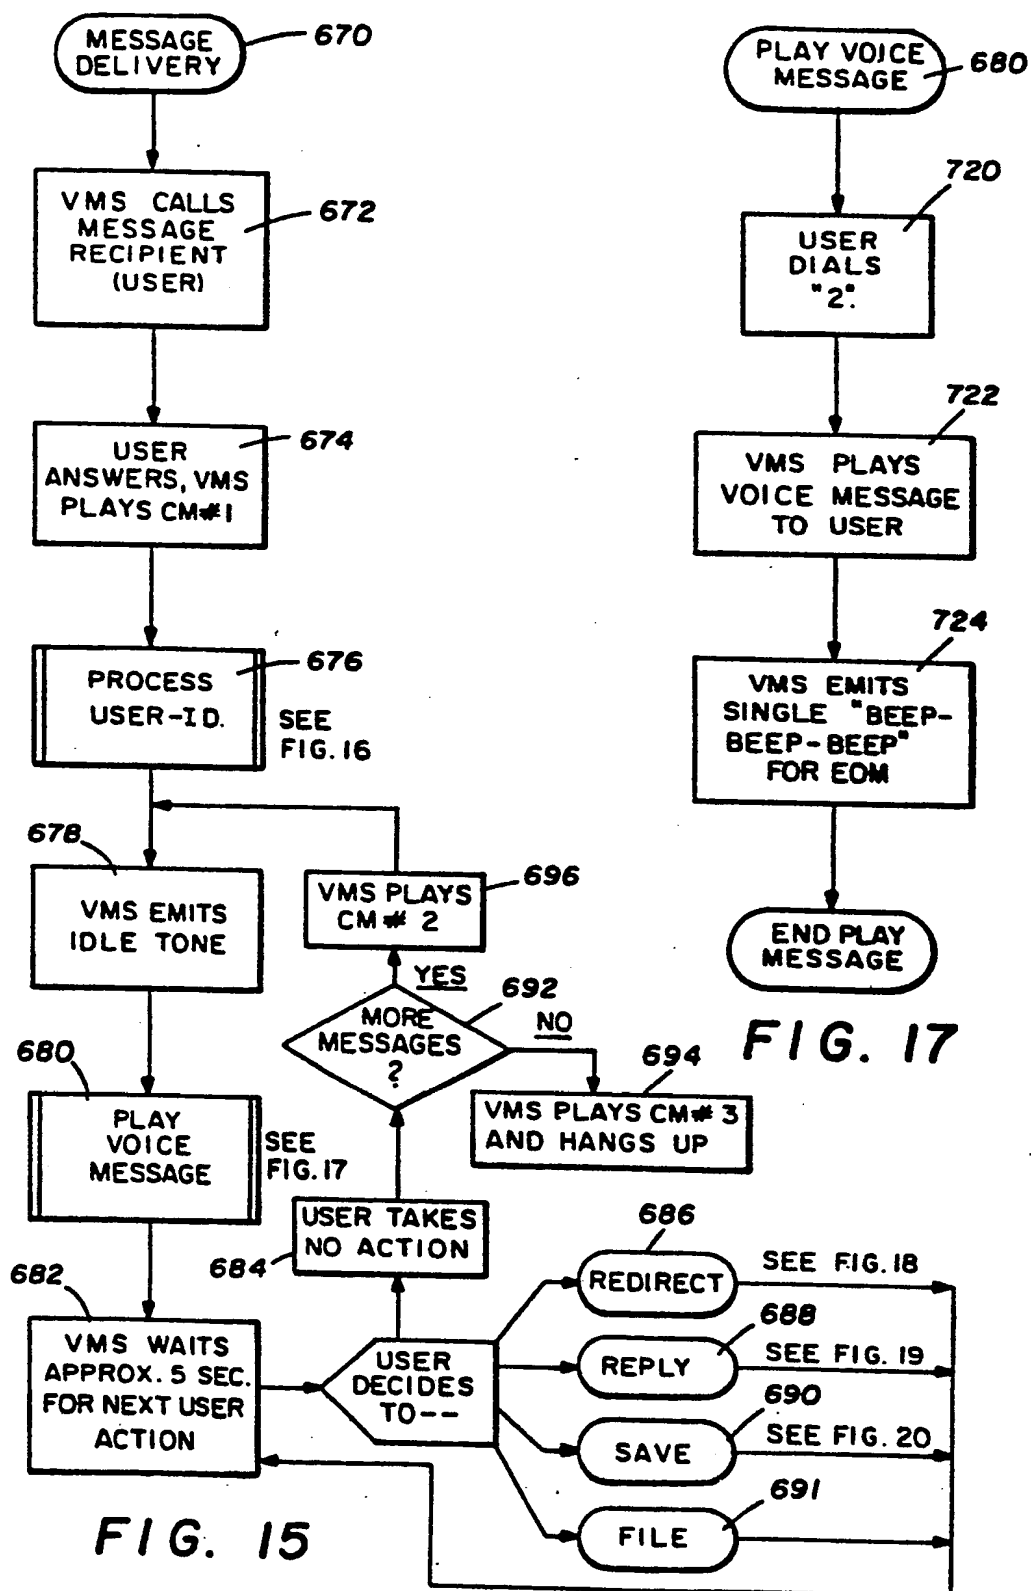 MESSAGE
DELIVERY
670
VMS CALLS
MESSAGE
RECIPIENT
(USER)
672
USER
ANSWERS, VMS
PLAYS CM#1
674
PROCESS
USER-ID.
676
SEE
FIG. 16
678
VMS EMITS
IDLE TONE
VMS PLAYS
CM# 2
696
YES
MORE
MESSAGES
?
692
NO
694
VMS PLAYS CM# 3
AND HANGS UP
680
PLAY
VOICE
MESSAGE
SEE
FIG. 17
USER TAKES
NO ACTION
684
682
VMS WAITS
APPROX. 5 SEC.
FOR NEXT USER
ACTION
USER
DECIDES
TO--
686
REDIRECT
SEE FIG. 18
688
REPLY
SEE FIG. 19
690
SAVE
SEE FIG. 20
691
FILE
FIG. 15
PLAY VOICE
MESSAGE
680
720
USER
DIALS
"2".
722
VMS PLAYS
VOICE MESSAGE
TO USER
724
VMS EMITS
SINGLE "BEEP-
BEEP-BEEP"
FOR EOM
END PLAY
MESSAGE
FIG. 17